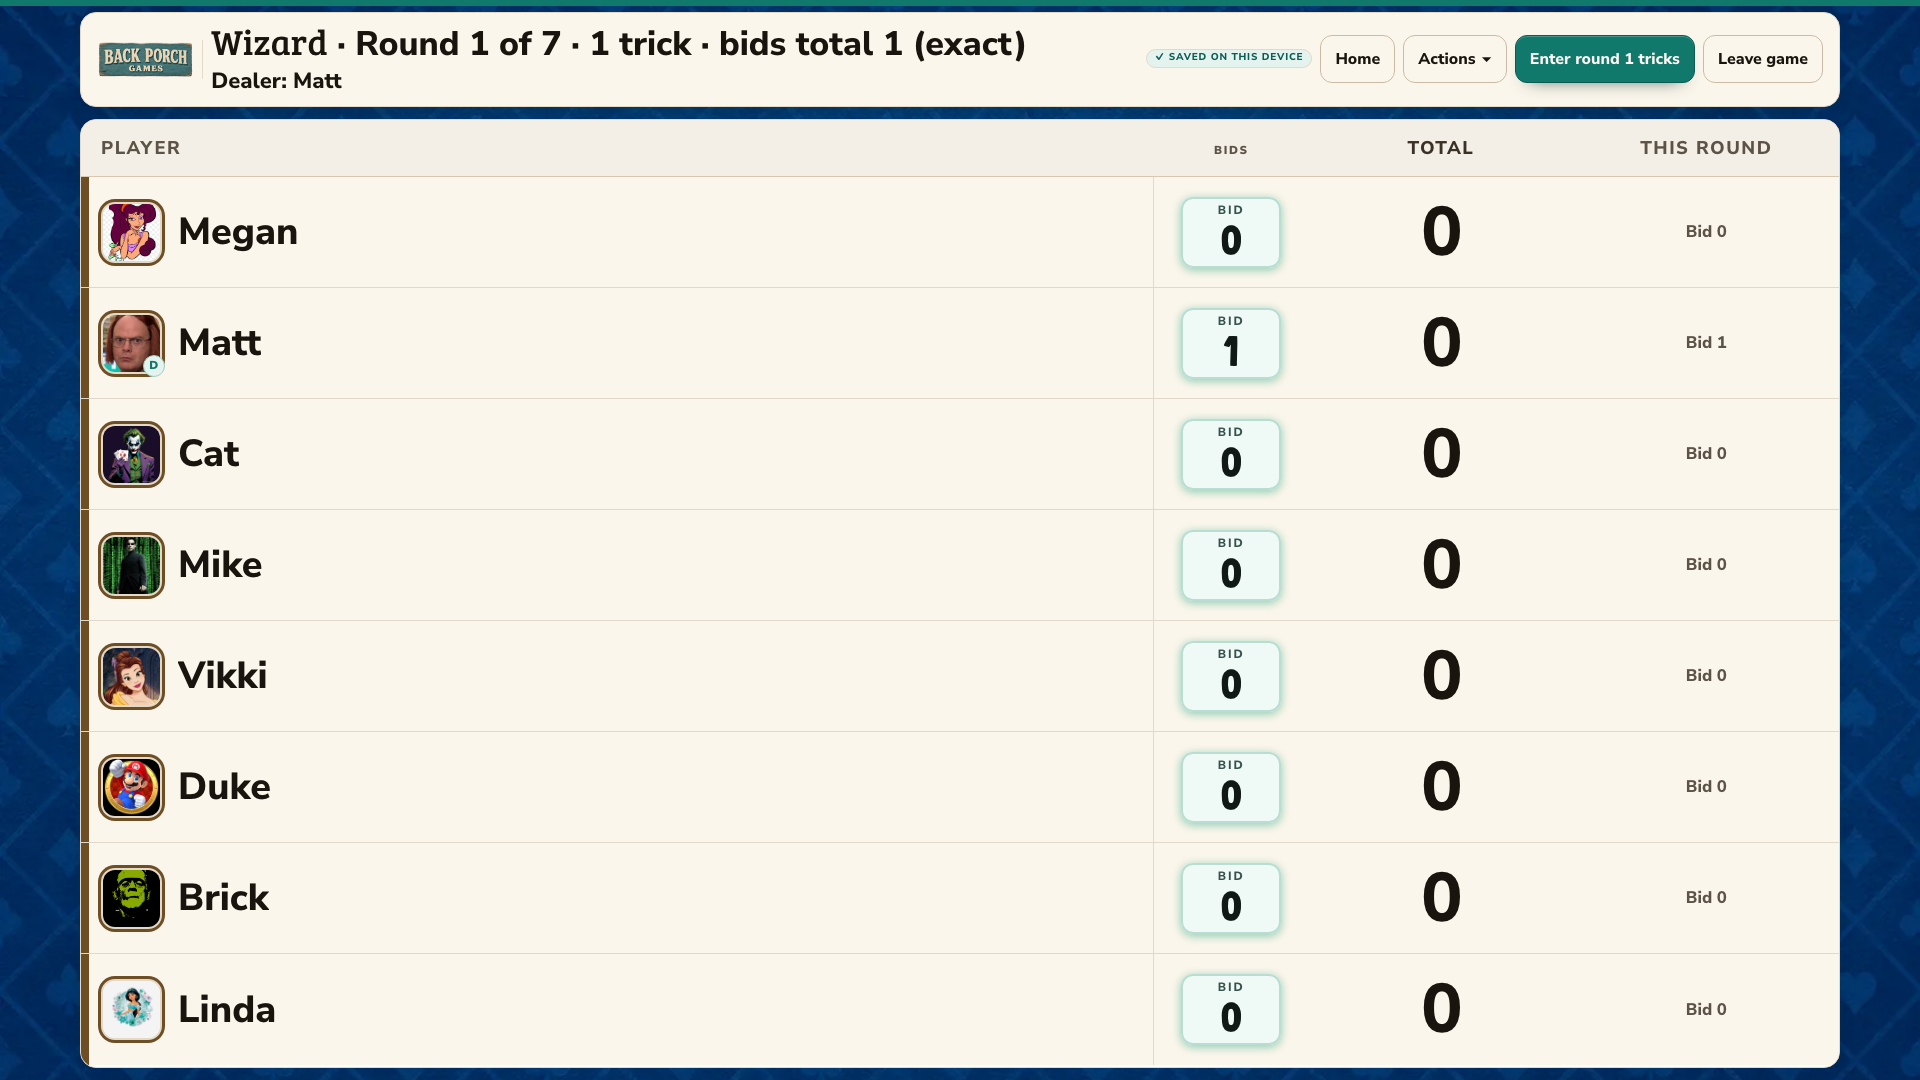 BACK PORCH
GAMES
Wizard · Round 1 of 7 · 1 trick · bids total 1 (exact)
Dealer: Matt
✓ SAVED ON THIS DEVICE
Home
Actions
Enter round 1 tricks
Leave game
PLAYER
BIDS
TOTAL
THIS ROUND
Megan
BID
0
0
Bid 0
D
Matt
BID
1
0
Bid 1
Cat
BID
0
0
Bid 0
Mike
BID
0
0
Bid 0
Vikki
BID
0
0
Bid 0
Duke
BID
0
0
Bid 0
Brick
BID
0
0
Bid 0
Linda
BID
0
0
Bid 0